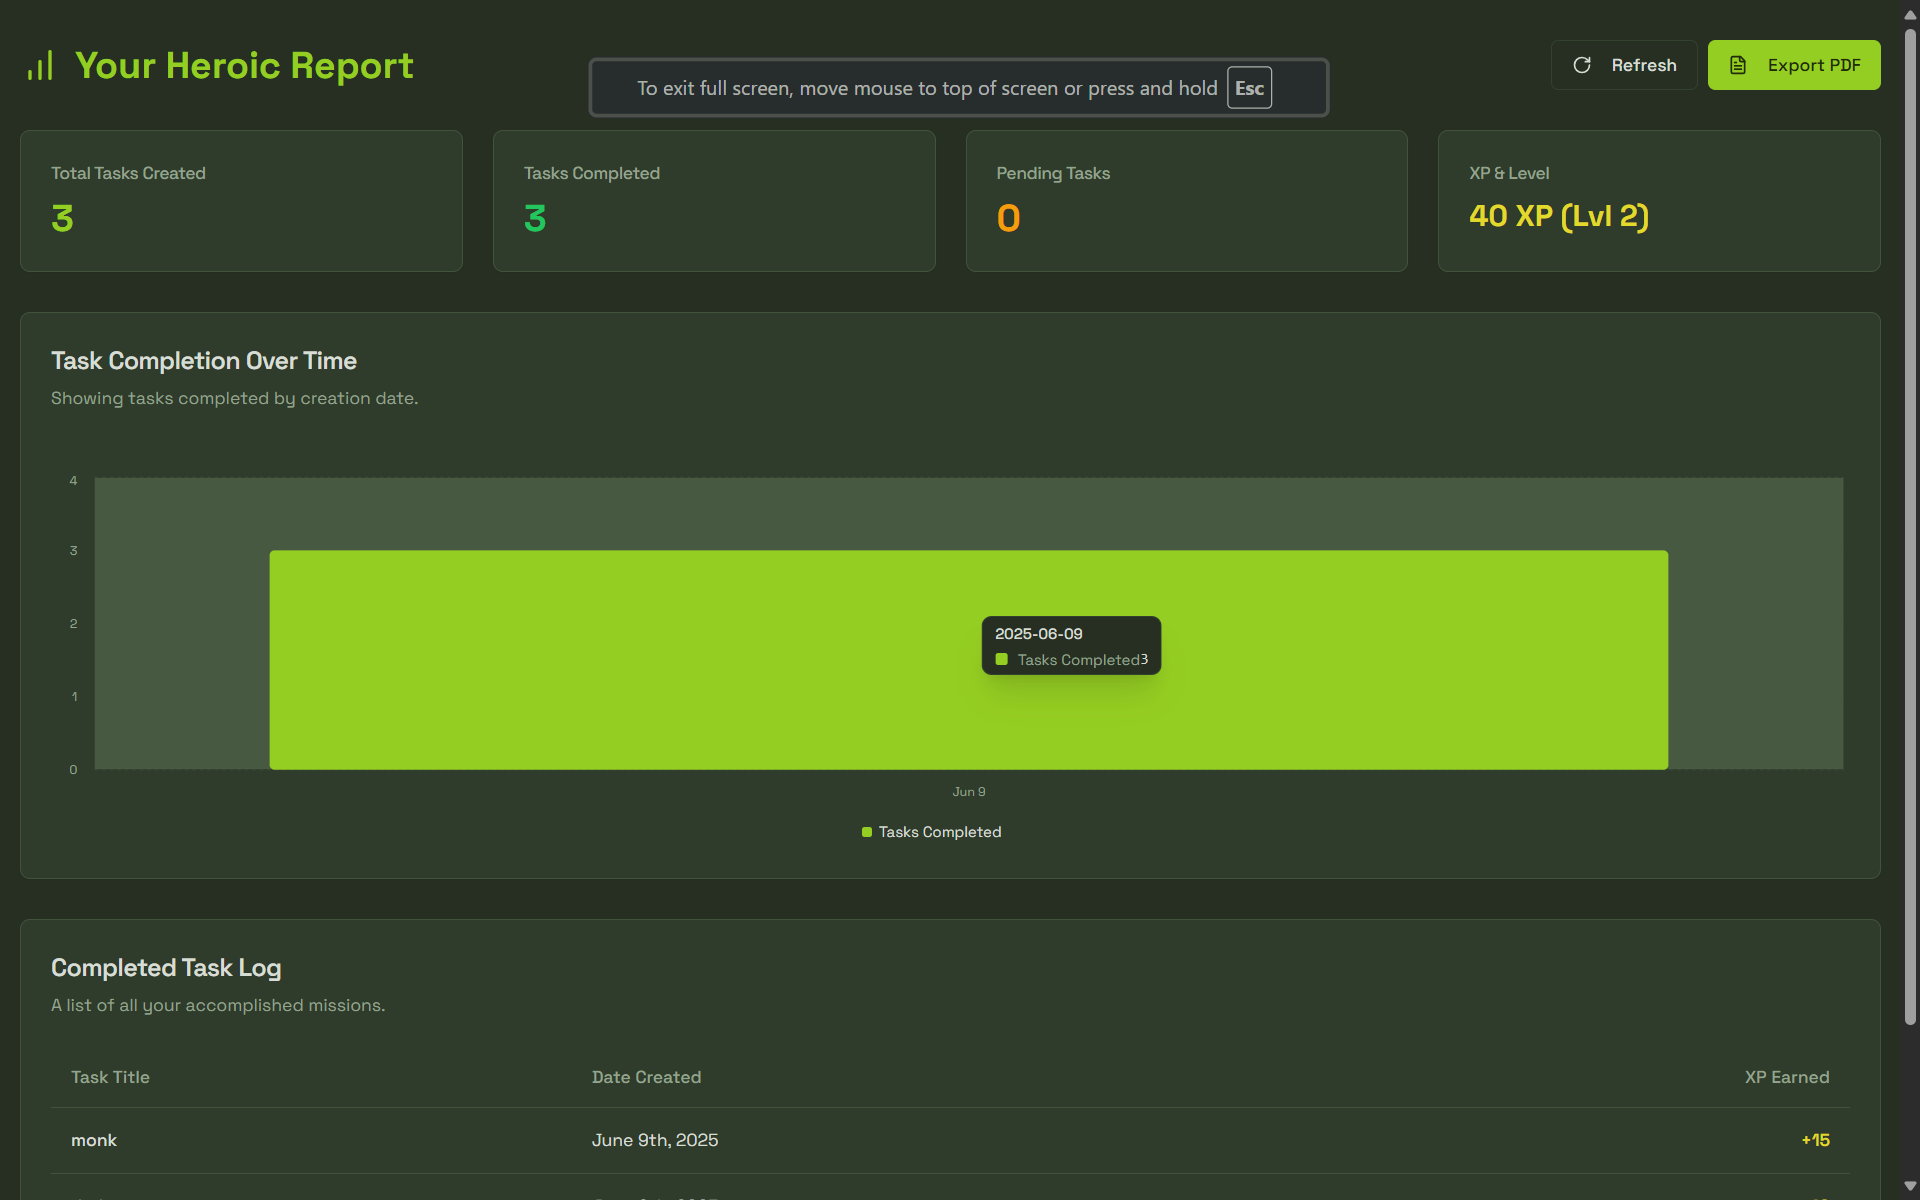 Your Heroic Report
To exit full screen, move mouse to top of screen or press and hold Esc
Refresh
Export PDF
Total Tasks Created
3
Tasks Completed
3
Pending Tasks
0
XP & Level
40 XP (Lvl 2)
Task Completion Over Time
Showing tasks completed by creation date.
4
3
2
1
0
2025-06-09
Tasks Completed3
Jun 9
Tasks Completed
Completed Task Log
A list of all your accomplished missions.
Task Title Date Created XP Earned
monk June 9th, 2025 +15